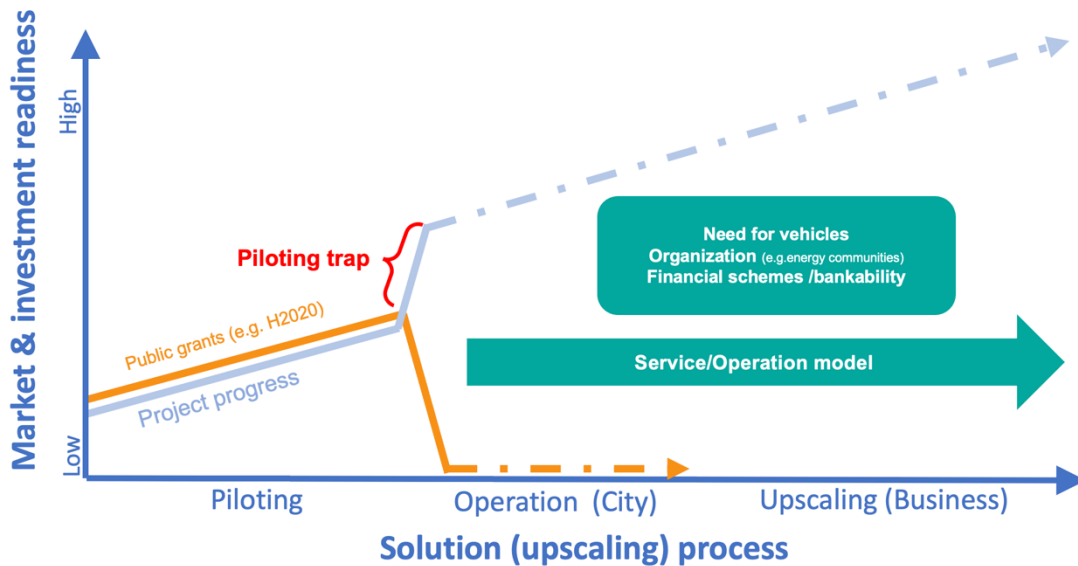 Market & investment readiness
High
Low
Piloting trap
Public grants (e.g. H2020)
Project progress
Need for vehicles
Organization (e.g.energy communities)
Financial schemes /bankability
Service/Operation model
Piloting
Operation (City)
Upscaling (Business)
Solution (upscaling) process